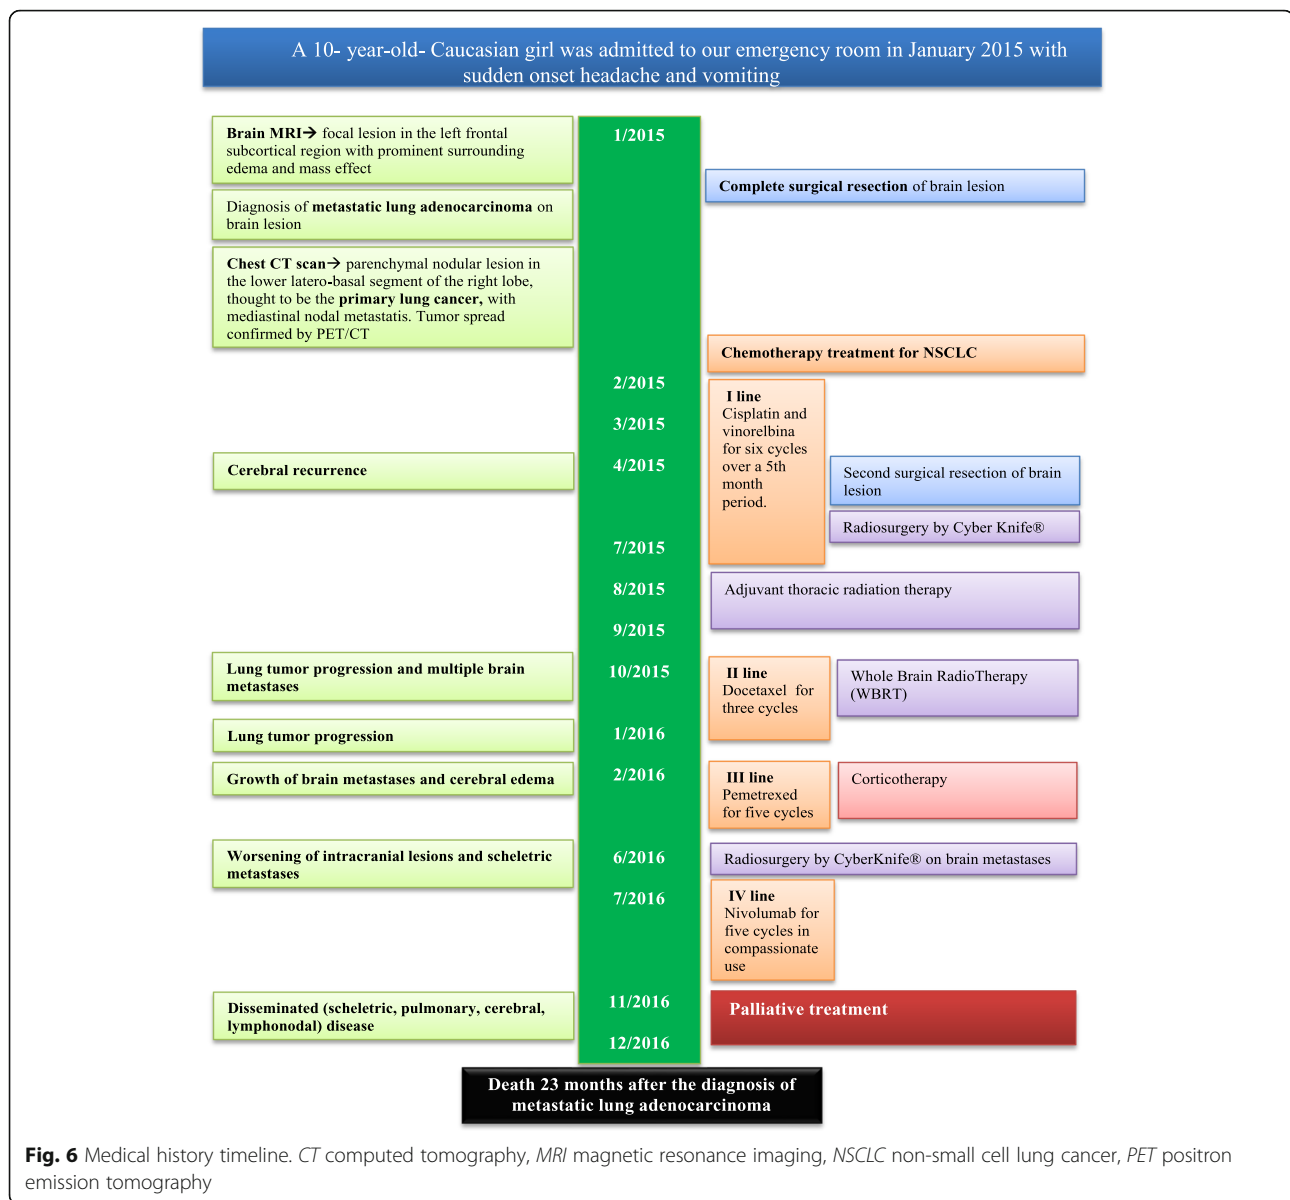 A 10- year-old- Caucasian girl was admitted to our emergency room in January 2015 with
sudden onset headache and vomiting
Brain MRI→ focal lesion in the left frontal
subcortical region with prominent surrounding
edema and mass effect
1/2015
Complete surgical resection of brain lesion
Diagnosis of metastatic lung adenocarcinoma on
brain lesion
Chest CT scan→ parenchymal nodular lesion in
the lower latero-basal segment of the right lobe,
thought to be the primary lung cancer, with
mediastinal nodal metastatis. Tumor spread
confirmed by PET/CT
Chemotherapy treatment for NSCLC
2/2015
3/2015
I line
Cisplatin and
vinorelbina
for six cycles
over a 5th
month
period.
Cerebral recurrence
4/2015
Second surgical resection of brain
lesion
Radiosurgery by Cyber Knife®
7/2015
8/2015
Adjuvant thoracic radiation therapy
9/2015
Lung tumor progression and multiple brain
metastases
10/2015
II line
Docetaxel for
three cycles
Whole Brain RadioTherapy
(WBRT)
Lung tumor progression
1/2016
Growth of brain metastases and cerebral edema
2/2016
III line
Pemetrexed
for five cycles
Corticotherapy
Worsening of intracranial lesions and scheletric
metastases
6/2016
Radiosurgery by CyberKnife® on brain metastases
7/2016
IV line
Nivolumab for
five cycles in
compassionate
use
Disseminated (scheletric, pulmonary, cerebral,
lymphonodal) disease
11/2016
Palliative treatment
12/2016
Death 23 months after the diagnosis of
metastatic lung adenocarcinoma
Fig. 6 Medical history timeline. CT computed tomography, MRI magnetic resonance imaging, NSCLC non-small cell lung cancer, PET positron
emission tomography